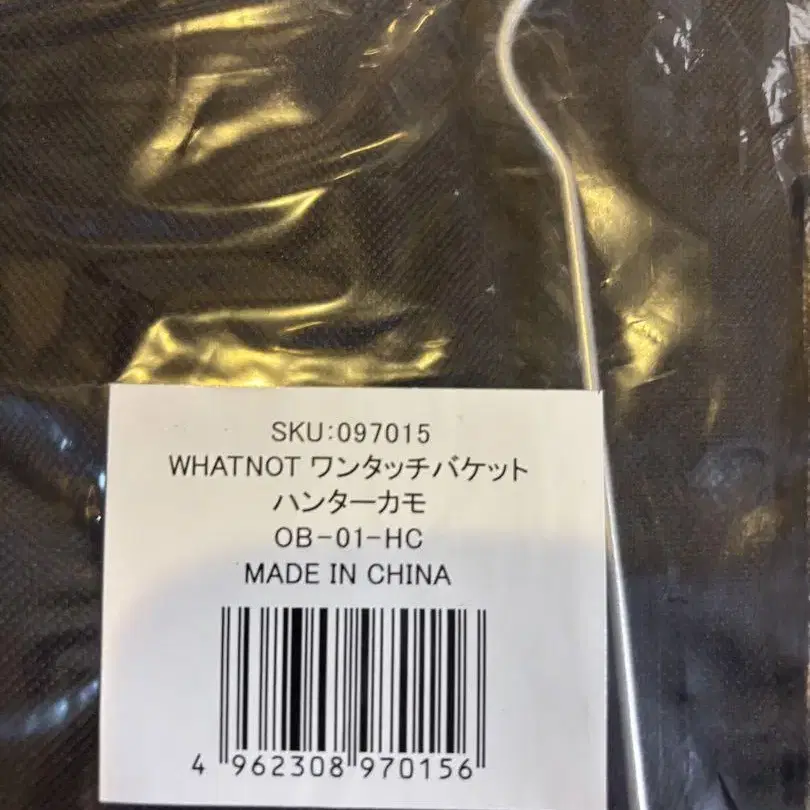 SKU:097015
WHATNOT ワンタッチバケット
ハンターカモ
OB-01-HC
MADE IN CHINA
4 962308 970156